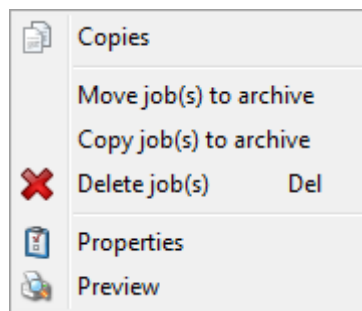 Copies
Move job(s) to archive
Copy job(s) to archive
Delete job(s) Del
Properties
Preview